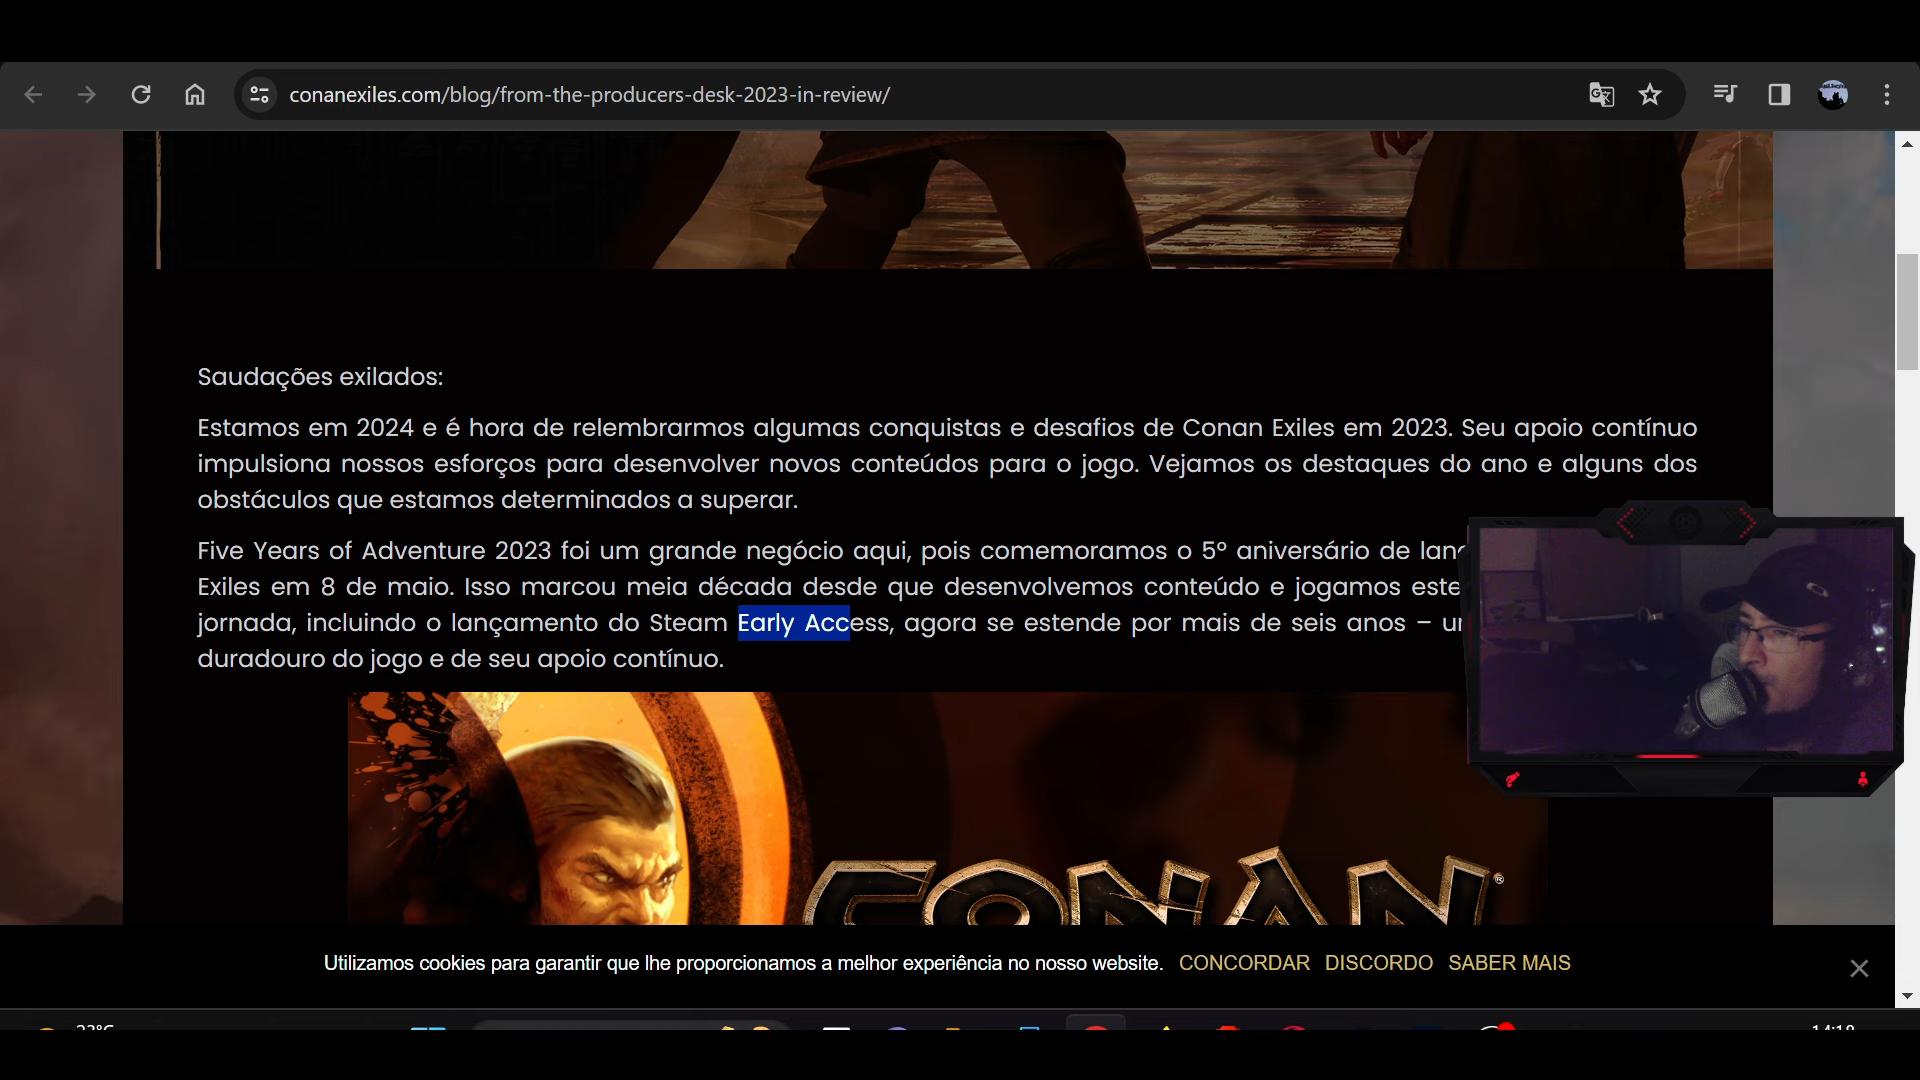 conanexiles.com/blog/from-the-producers-desk-2023-in-review/
Saudações exilados:
Estamos em 2024 e é hora de relembrarmos algumas conquistas e desafios de Conan Exiles em 2023. Seu apoio contínuo
impulsiona nossos esforços para desenvolver novos conteúdos para o jogo. Vejamos os destaques do ano e alguns dos
obstáculos que estamos determinados a superar.
Five Years of Adventure 2023 foi um grande negócio aqui, pois comemoramos o 5º aniversário de
Exiles em 8 de maio. Isso marcou meia década desde que desenvolvemos conteúdo e jogamos este
jornada, incluindo o lançamento do Steam Early Access, agora se estende por mais de seis anos –
duradouro do jogo e de seu apoio contínuo.
CONAN
®
Utilizamos cookies para garantir que lhe proporcionamos a melhor experiência no nosso website. CONCORDAR DISCORDO SABER MAIS